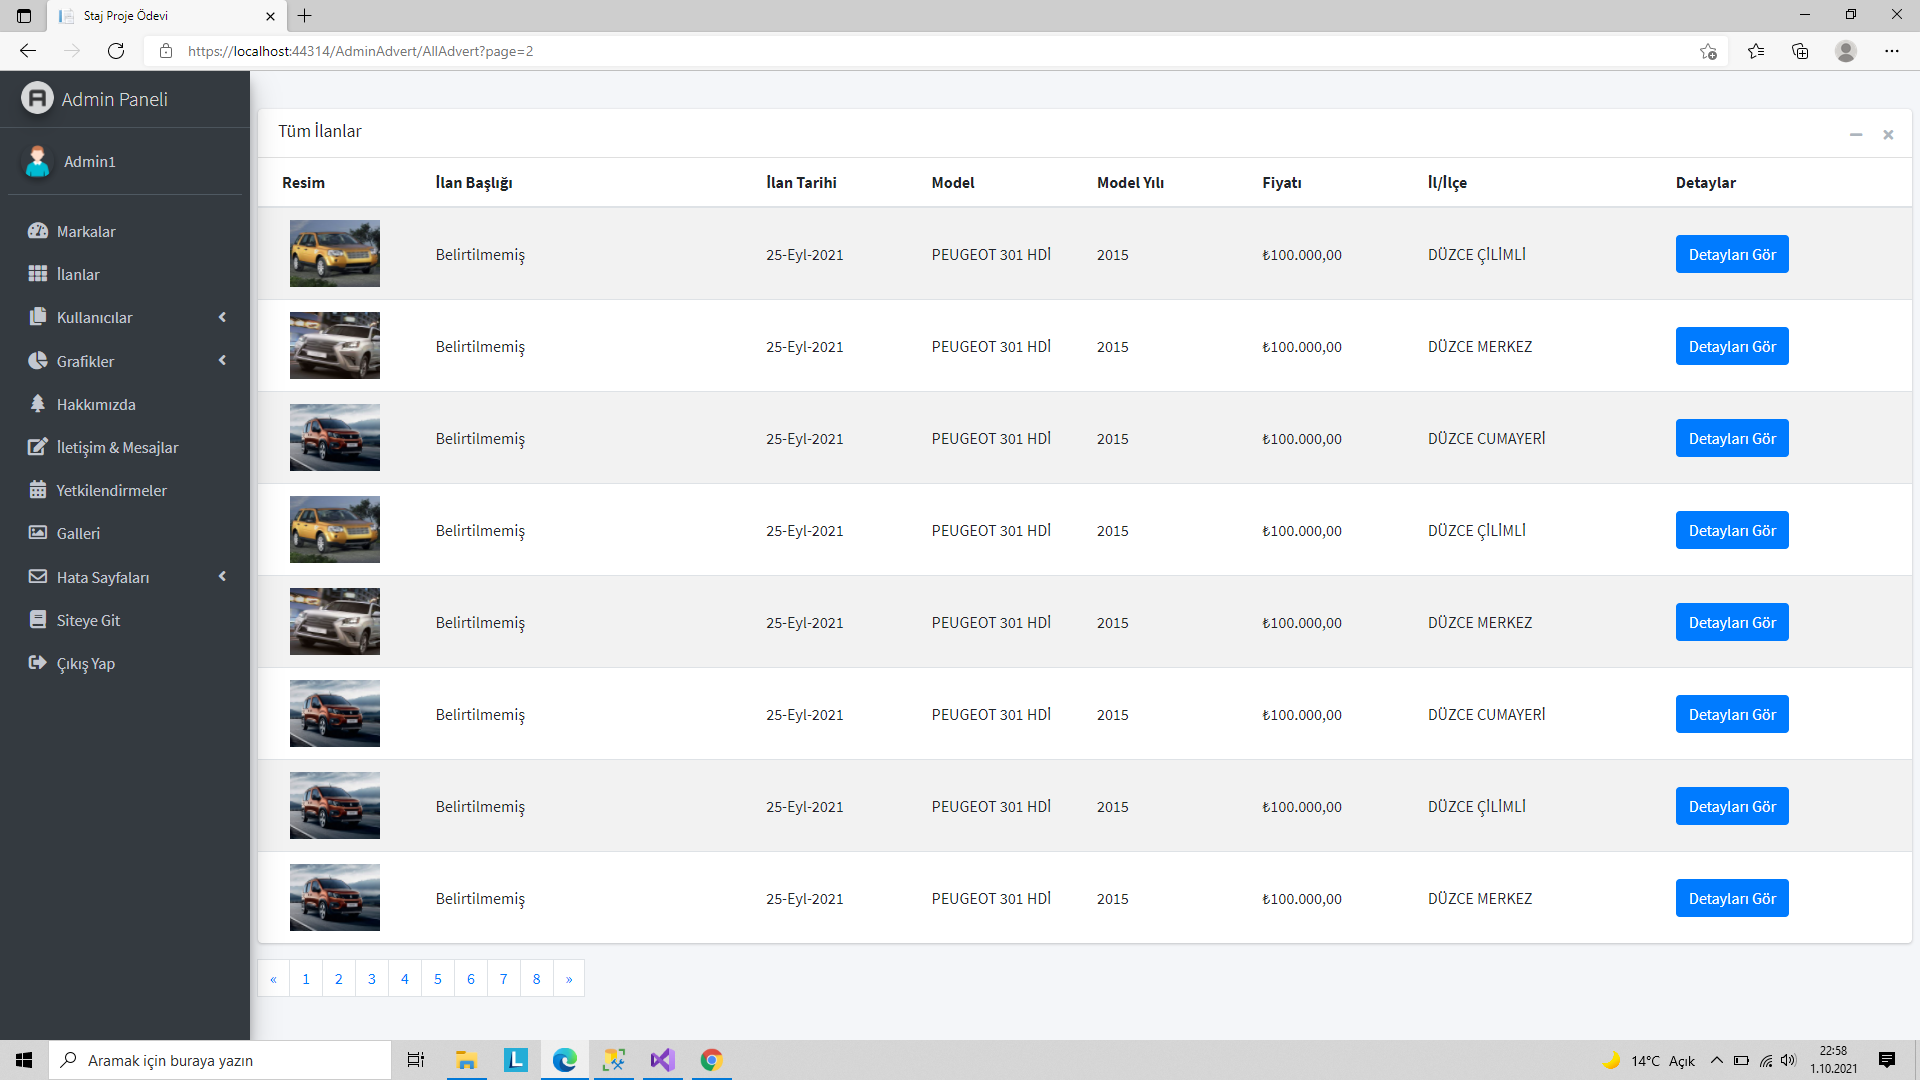 Staj Proje Ödevi
https://localhost:44314/AdminAdvert/AllAdvert?page=2
Admin Paneli
Admin1
Markalar
İlanlar
Kullanıcılar
Grafikler
Hakkımızda
İletişim & Mesajlar
Yetkilendirmeler
Galleri
Hata Sayfaları
Siteye Git
Çıkış Yap
Tüm İlanlar
Resim İlan Başlığı İlan Tarihi Model Model Yılı Fiyatı İl/İlçe Detaylar
Belirtilmemiş 25-Eyl-2021 PEUGEOT 301 HDİ 2015 ₺100.000,00 DÜZCE ÇİLİMLİ Detayları Gör
Belirtilmemiş 25-Eyl-2021 PEUGEOT 301 HDİ 2015 ₺100.000,00 DÜZCE MERKEZ Detayları Gör
Belirtilmemiş 25-Eyl-2021 PEUGEOT 301 HDİ 2015 ₺100.000,00 DÜZCE CUMAYERİ Detayları Gör
Belirtilmemiş 25-Eyl-2021 PEUGEOT 301 HDİ 2015 ₺100.000,00 DÜZCE ÇİLİMLİ Detayları Gör
Belirtilmemiş 25-Eyl-2021 PEUGEOT 301 HDİ 2015 ₺100.000,00 DÜZCE MERKEZ Detayları Gör
Belirtilmemiş 25-Eyl-2021 PEUGEOT 301 HDİ 2015 ₺100.000,00 DÜZCE CUMAYERİ Detayları Gör
Belirtilmemiş 25-Eyl-2021 PEUGEOT 301 HDİ 2015 ₺100.000,00 DÜZCE ÇİLİMLİ Detayları Gör
Belirtilmemiş 25-Eyl-2021 PEUGEOT 301 HDİ 2015 ₺100.000,00 DÜZCE MERKEZ Detayları Gör
« 1 2 3 4 5 6 7 8 »
Aramak için buraya yazın
L
14°C Açık
22:58
1.10.2021